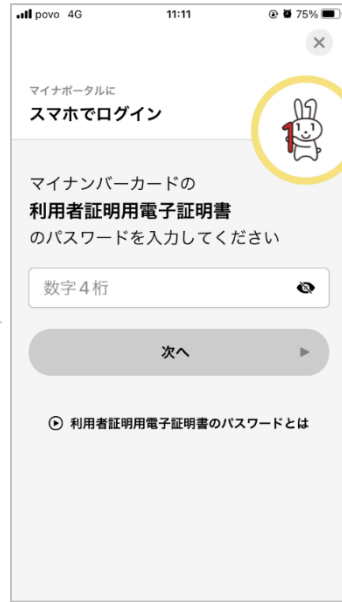 povo 4G 11:11 75%
マイナポータルに
スマホでログイン
マイナンバーカードの
利用者証明用電子証明書
のパスワードを入力してください
数字4桁
次へ
利用者証明用電子証明書のパスワードとは